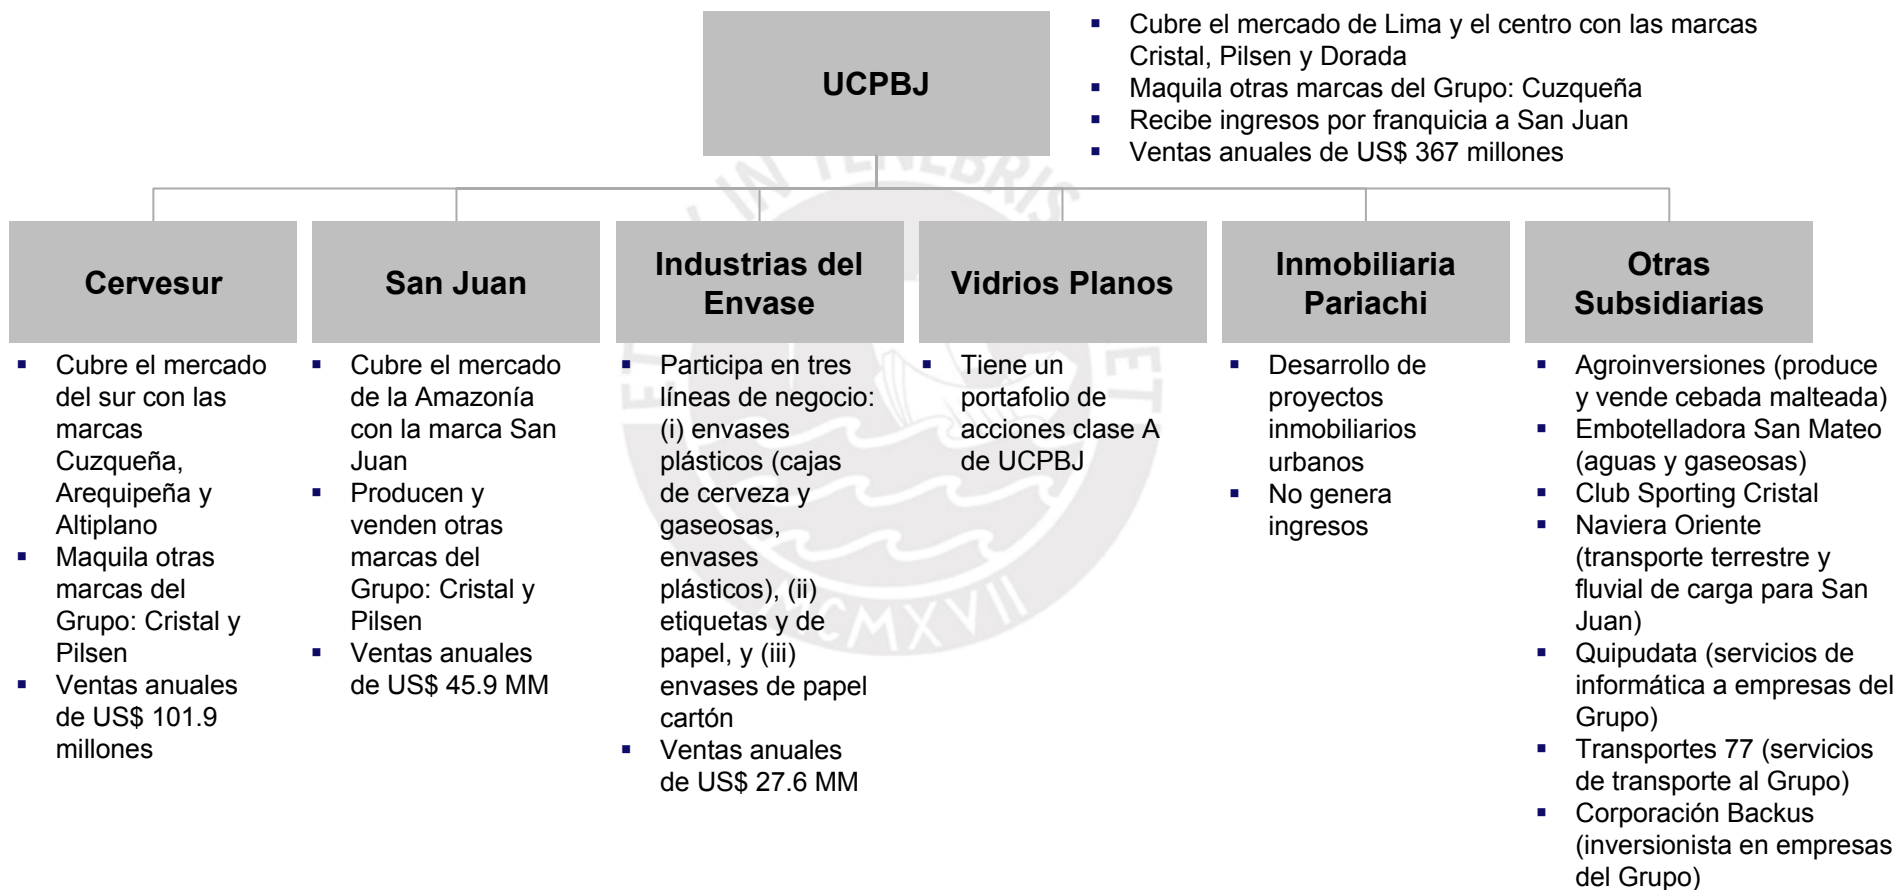 UCPBJ
▪ Cubre el mercado de Lima y el centro con las marcas
Cristal, Pilsen y Dorada
▪ Maquila otras marcas del Grupo: Cuzqueña
▪ Recibe ingresos por franquicia a San Juan
▪ Ventas anuales de US$ 367 millones
Cervesur
▪ Cubre el mercado
del sur con las
marcas
Cuzqueña,
Arequipeña y
Altiplano
▪ Maquila otras
marcas del
Grupo: Cristal y
Pilsen
▪ Ventas anuales
de US$ 101.9
millones
San Juan
▪ Cubre el mercado
de la Amazonía
con la marca San
Juan
▪ Producen y
venden otras
marcas del
Grupo: Cristal y
Pilsen
▪ Ventas anuales
de US$ 45.9 MM
Industrias del
Envase
▪ Participa en tres
líneas de negocio:
(i) envases
plásticos (cajas
de cerveza y
gaseosas,
envases
plásticos), (ii)
etiquetas y de
papel, y (iii)
envases de papel
cartón
▪ Ventas anuales
de US$ 27.6 MM
Vidrios Planos
▪ Tiene un
portafolio de
acciones clase A
de UCPBJ
Inmobiliaria
Pariachi
▪ Desarrollo de
proyectos
inmobiliarios
urbanos
▪ No genera
ingresos
Otras
Subsidiarias
▪ Agroinversiones (produce
y vende cebada malteada)
▪ Embotelladora San Mateo
(aguas y gaseosas)
▪ Club Sporting Cristal
▪ Naviera Oriente
(transporte terrestre y
fluvial de carga para San
Juan)
▪ Quipudata (servicios de
informática a empresas del
Grupo)
▪ Transportes 77 (servicios
de transporte al Grupo)
▪ Corporación Backus
(inversionista en empresas
del Grupo)
ET
IN TENEBRIS
ET
MCMXVII